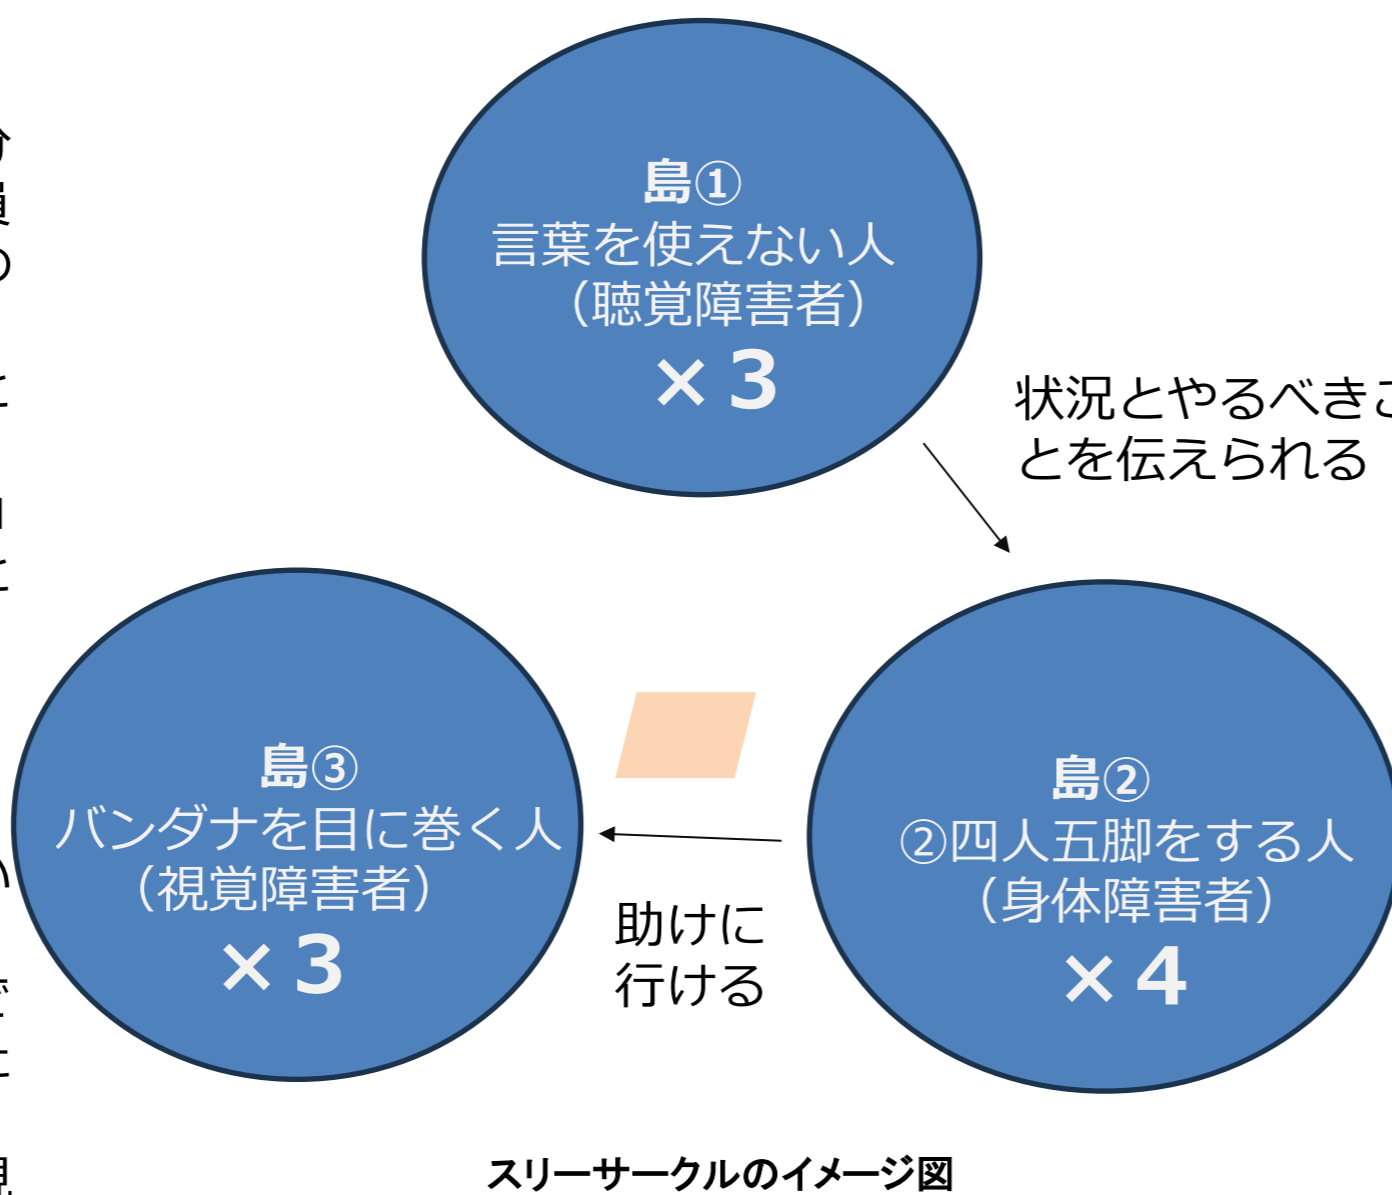 島①
言葉を使えない人
（聴覚障害者）
×３
状況とやるべきこ
とを伝えられる
島③
バンダナを目に巻く人
（視覚障害者）
×３
助けに
行ける
島②
②四人五脚をする人
（身体障害者）
×４
スリーサークルのイメージ図